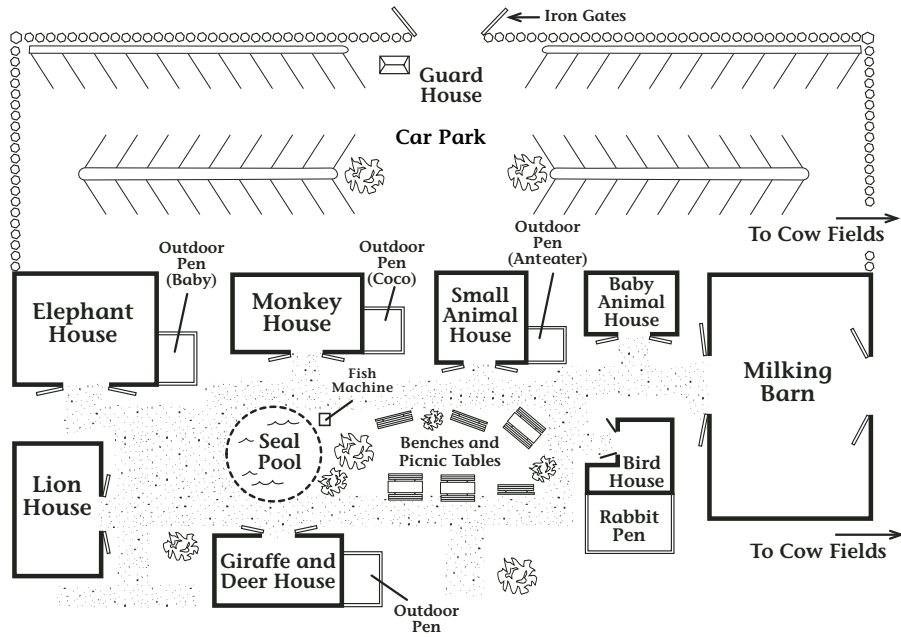 Iron Gates
Guard
House
Car Park
To Cow Fields
Outdoor
Pen
(Baby)
Outdoor
Pen
(Coco)
Outdoor
Pen
(Anteater)
Elephant
House
Monkey
House
Small
Animal
House
Baby
Animal
House
Milking
Barn
Fish
Machine
Seal
Pool
Benches and
Picnic Tables
Bird
House
Rabbit
Pen
Lion
House
Giraffe and
Deer House
Outdoor
Pen
To Cow Fields